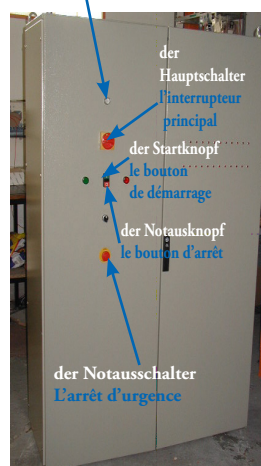 der
Hauptschalter
l'interrupteur
principal
der Startknopf
le bouton
de démarrage
der Notausknopf
le bouton d'arrêt
der Notausschalter
L'arrêt d'urgence